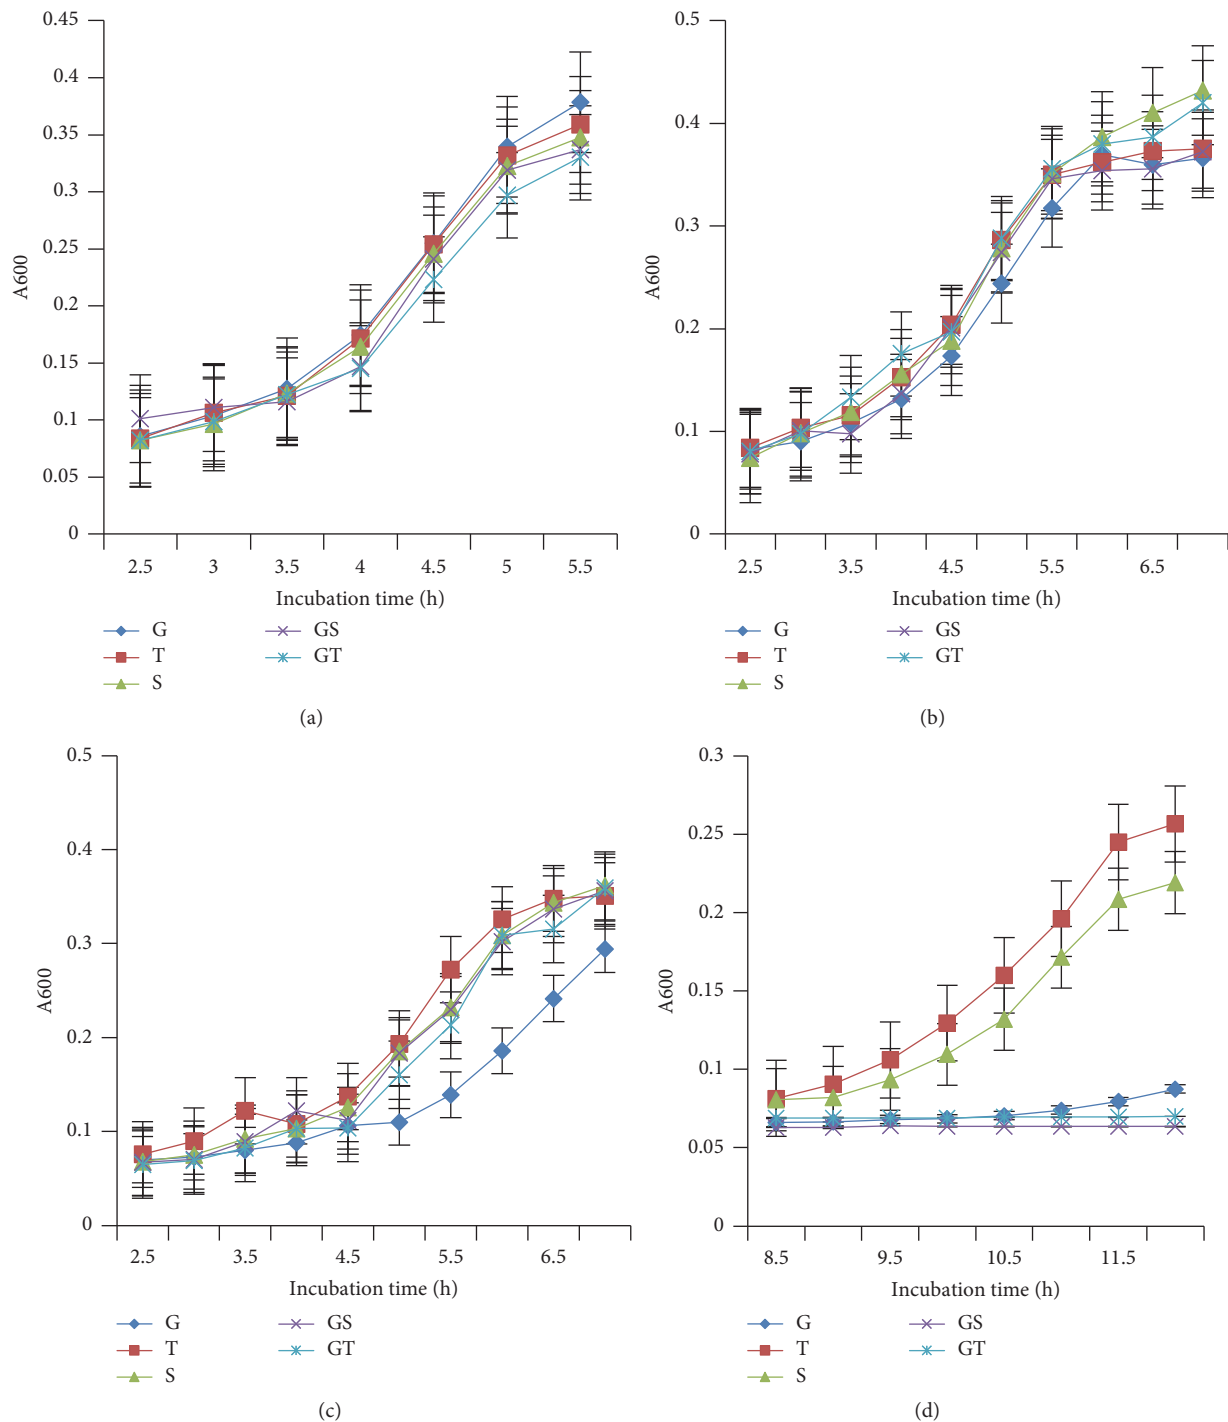 (a)
0.45
0.4
0.35
0.3
0.25
0.2
0.15
0.1
0.05
0
A600
2.5 3 3.5 4 4.5 5 5.5
Incubation time (h)
G GS
T GT
S
(a)
0.5
0.4
0.3
0.2
0.1
0
A600
2.5 3.5 4.5 5.5 6.5
Incubation time (h)
G GS
T GT
S
(b)
0.5
0.4
0.3
0.2
0.1
0
A600
2.5 3.5 4.5 5.5 6.5
Incubation time (h)
G GS
T GT
S
(c)
0.3
0.25
0.2
0.15
0.1
0.05
0
A600
8.5 9.5 10.5 11.5
Incubation time (h)
G GS
T GT
S
(d)